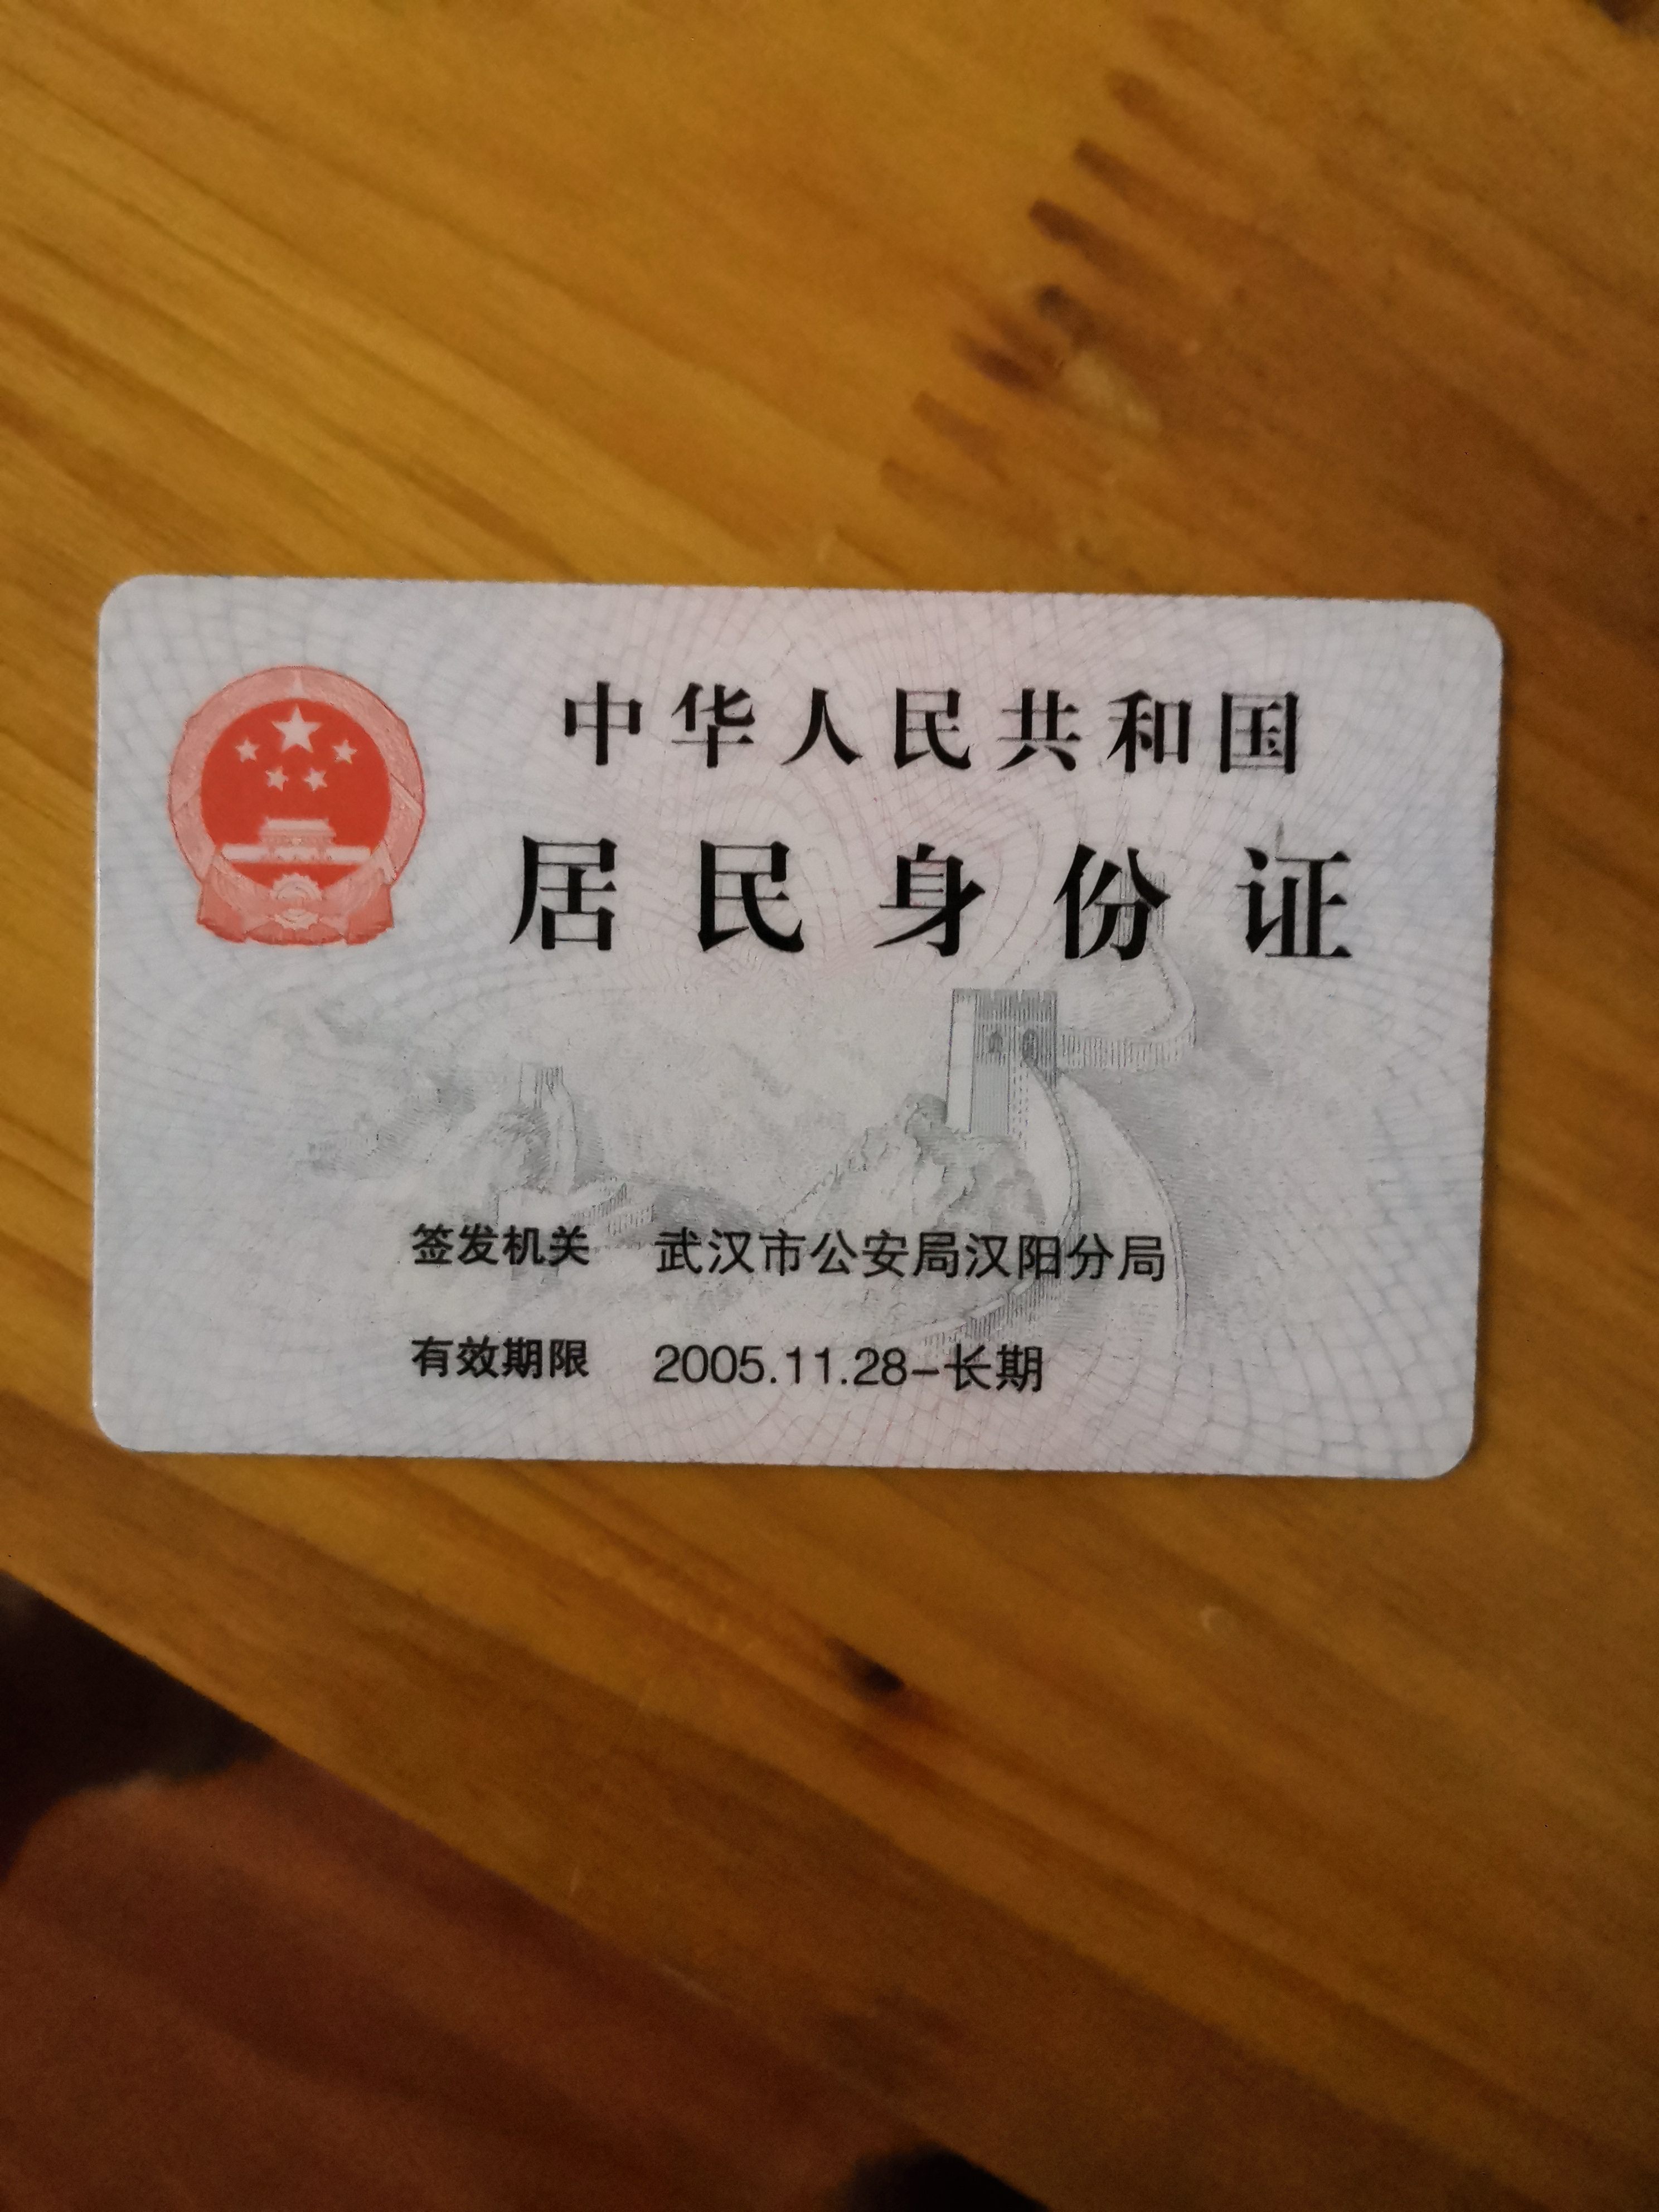 中华人民共和国
居民身份证
签发机关 武汉市公安局汉阳分局
有效期限 2005.11.28-长期